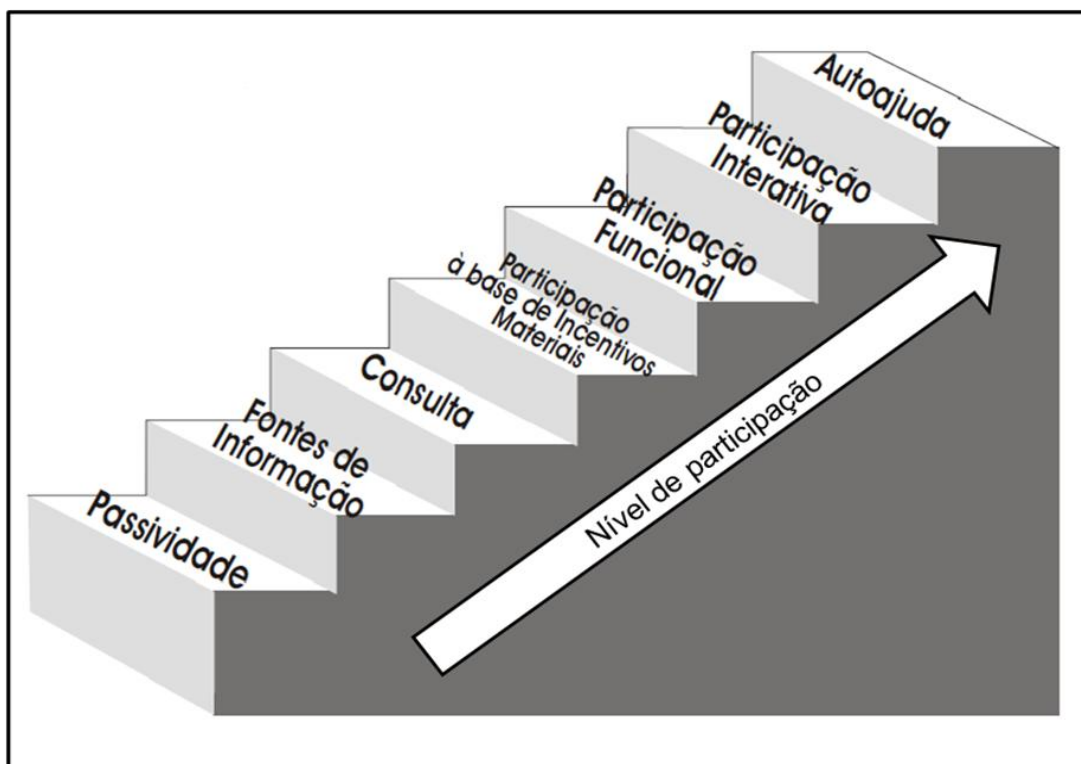 Autoajuda
Participação
Interativa
Participação
Funcional
Participação
à base de Incentivos
Materiais
Consulta
Fontes de
Informação
Passividade
Nível de participação